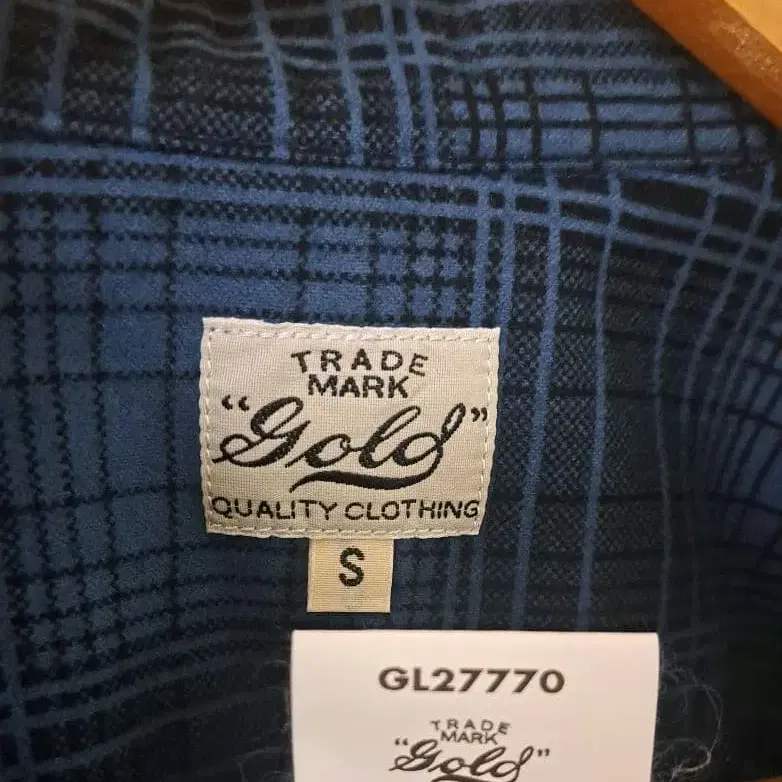 TRADE
MARK
"Gold"
QUALITY CLOTHING
S
GL27770
TRADE
MARK
"Gold"